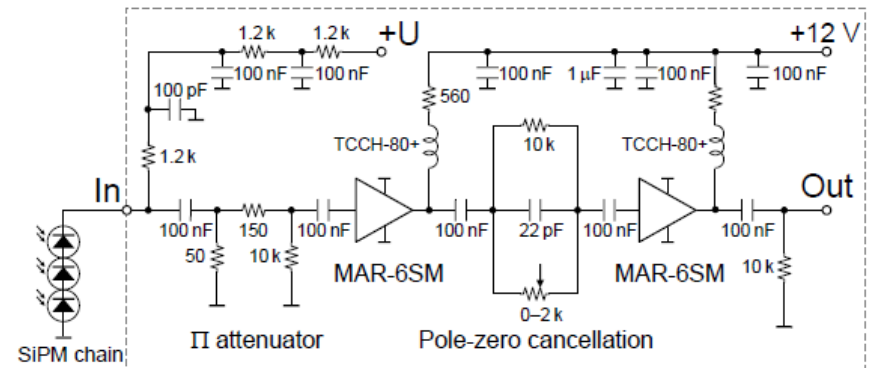 1.2 k
1.2 k
+U
+12 V
100 nF
100 nF
100 nF
1 μF
100 nF
100 nF
100 pF
560
1.2 k
TCCH-80+
10 k
TCCH-80+
In
Out
100 nF
150
100 nF
100 nF
22 pF
100 nF
100 nF
50
10 k
MAR-6SM
MAR-6SM
10 k
0–2 k
SiPM chain
Π attenuator
Pole-zero cancellation